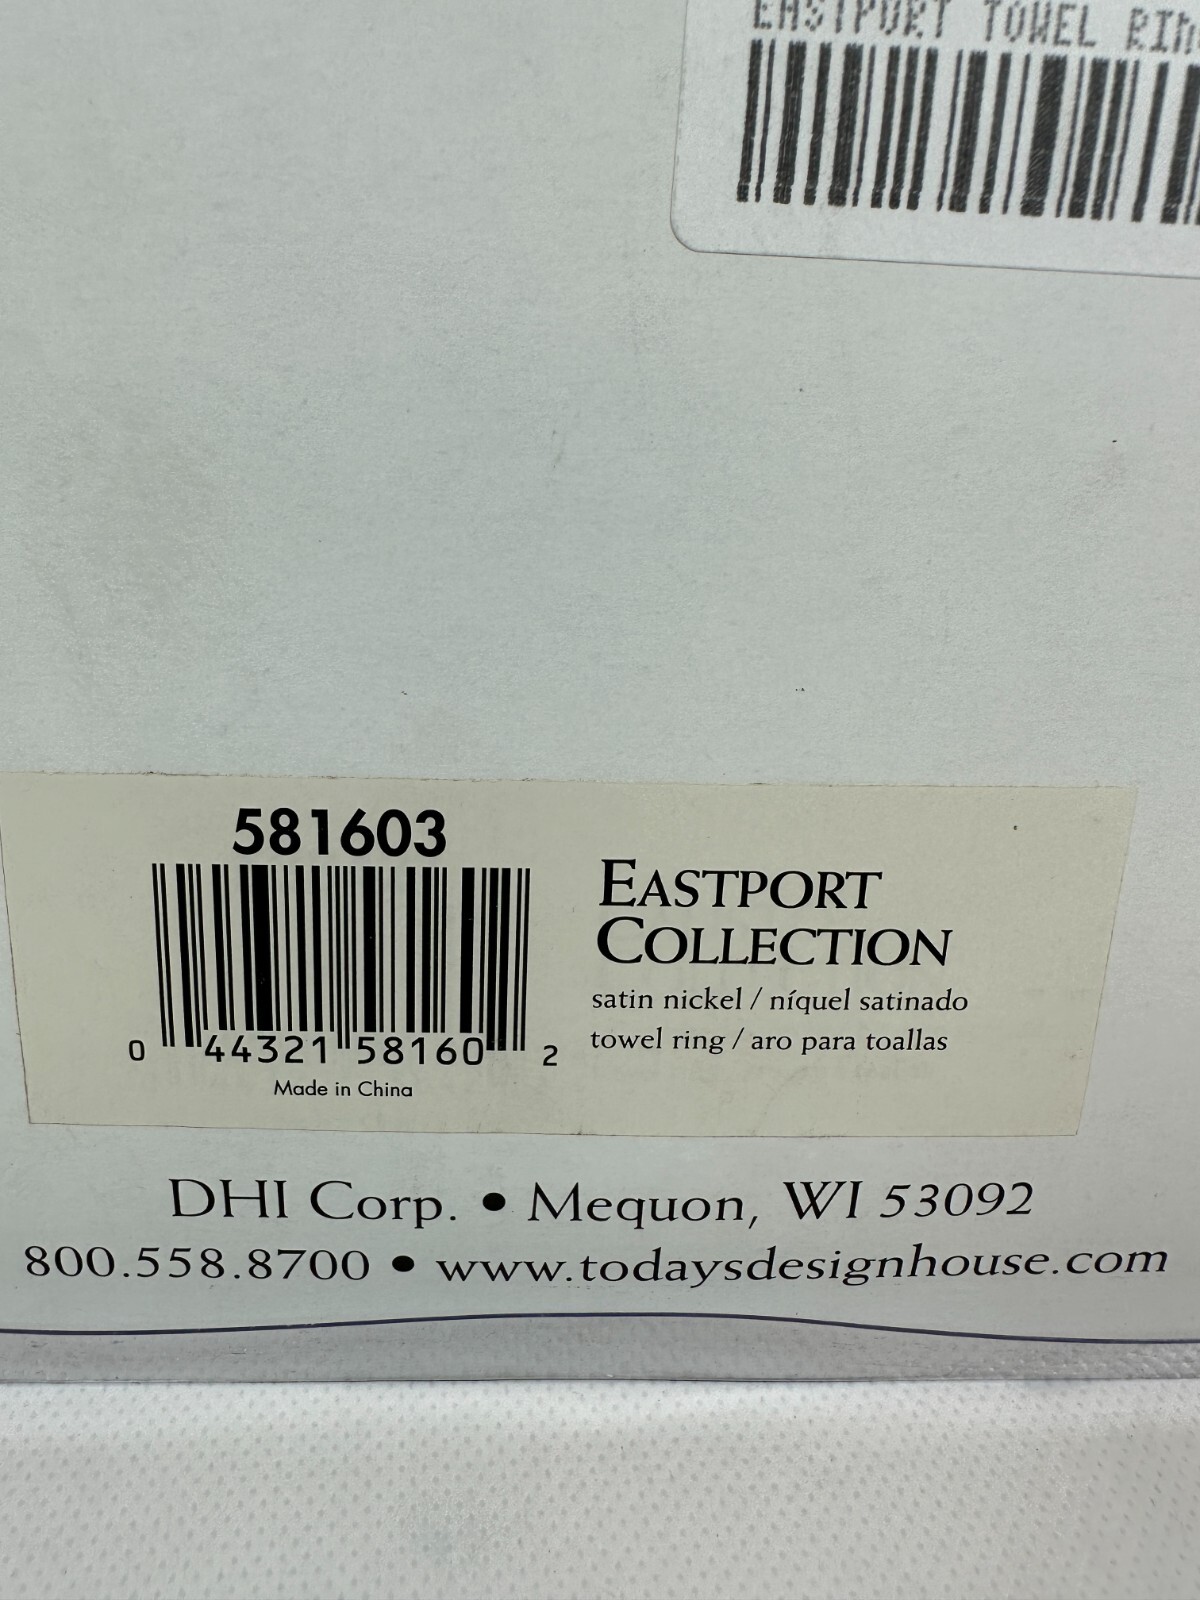 EASTPORT TOWEL
581603
EASTPORT
COLLECTION
satin nickel / níquel satinado
towel ring / aro para toallas
0 44321 58160 2
Made in China
DHI Corp. • Mequon, WI 53092
800.558.8700 • www.todaysdesignhouse.com